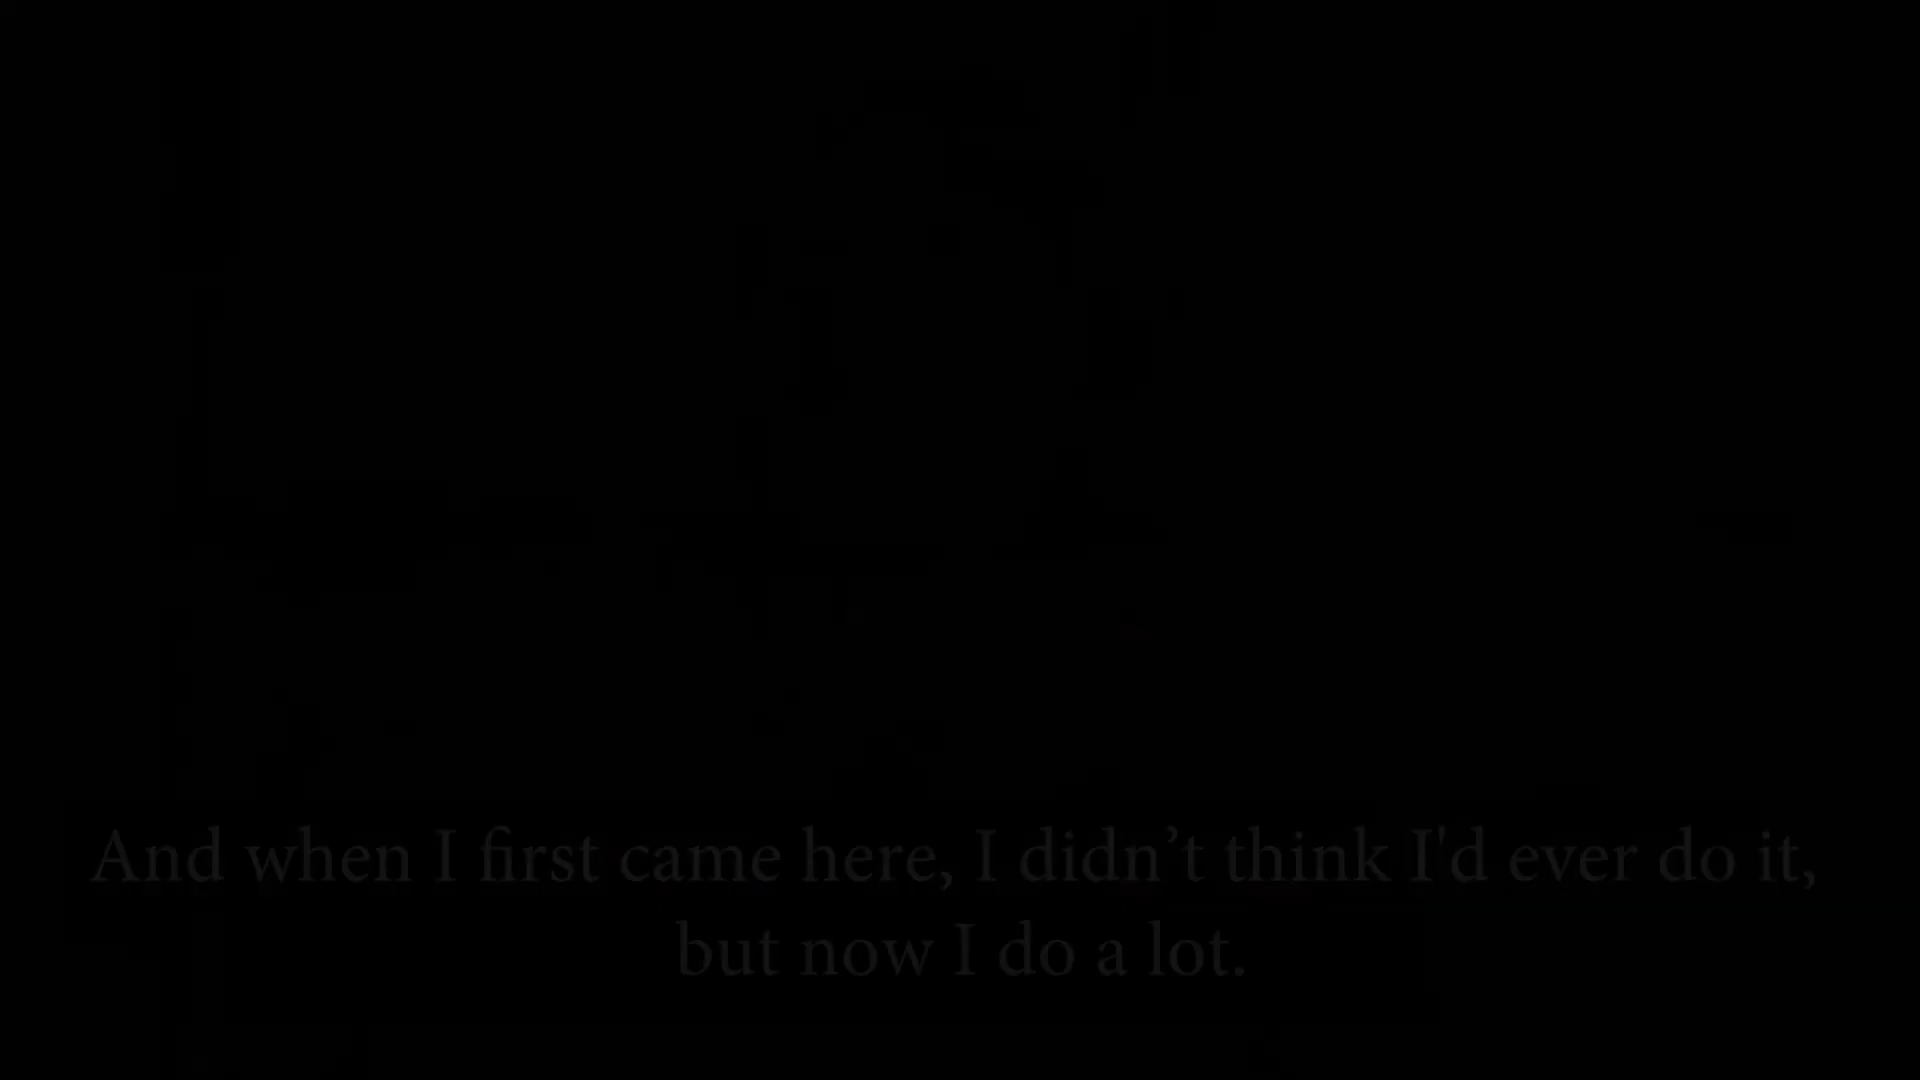 And when I first came here, I didn’t think I'd ever do it,
but now I do a lot.